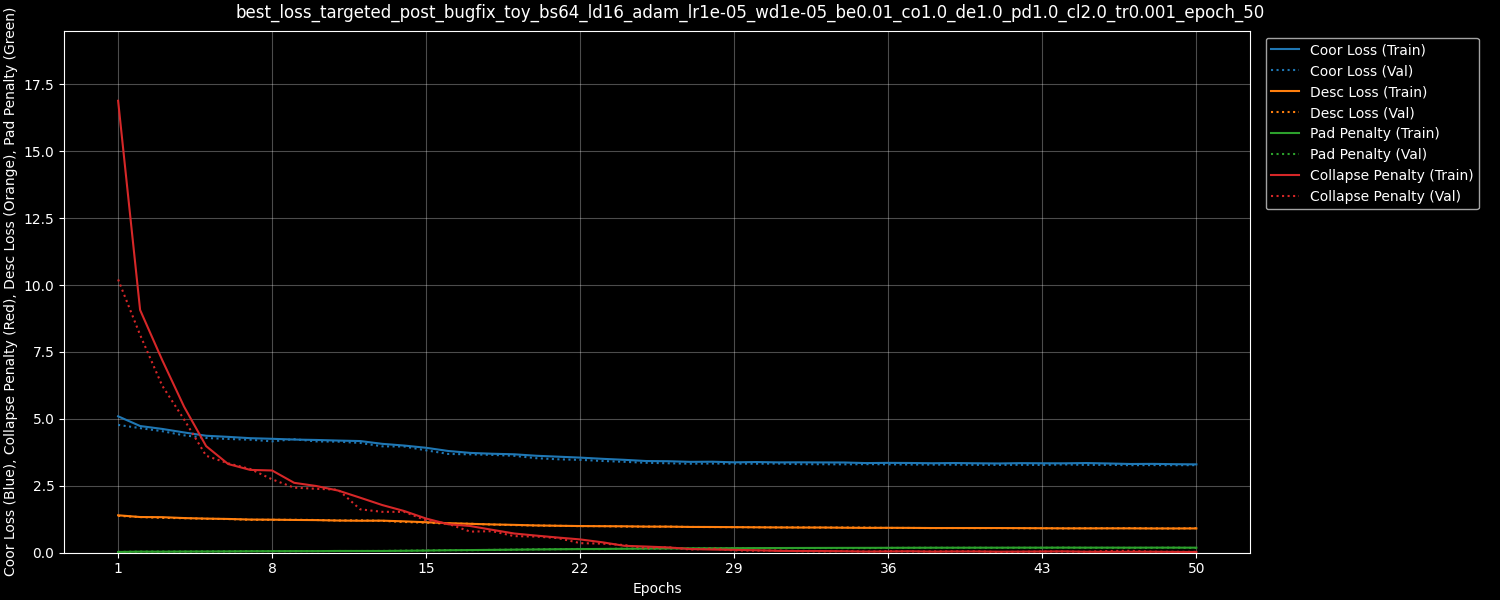 best_loss_targeted_post_bugfix_toy_bs64_ld16_adam_lr1e-05_wd1e-05_be0.01_co1.0_de1.0_pd1.0_cl2.0_tr0.001_epoch_50
Coor Loss (Blue), Collapse Penalty (Red), Desc Loss (Orange), Pad Penalty (Green)
17.5
15.0
12.5
10.0
7.5
5.0
2.5
0.0
1 8 15 22 29 36 43 50
Epochs
Coor Loss (Train)
Coor Loss (Val)
Desc Loss (Train)
Desc Loss (Val)
Pad Penalty (Train)
Pad Penalty (Val)
Collapse Penalty (Train)
Collapse Penalty (Val)